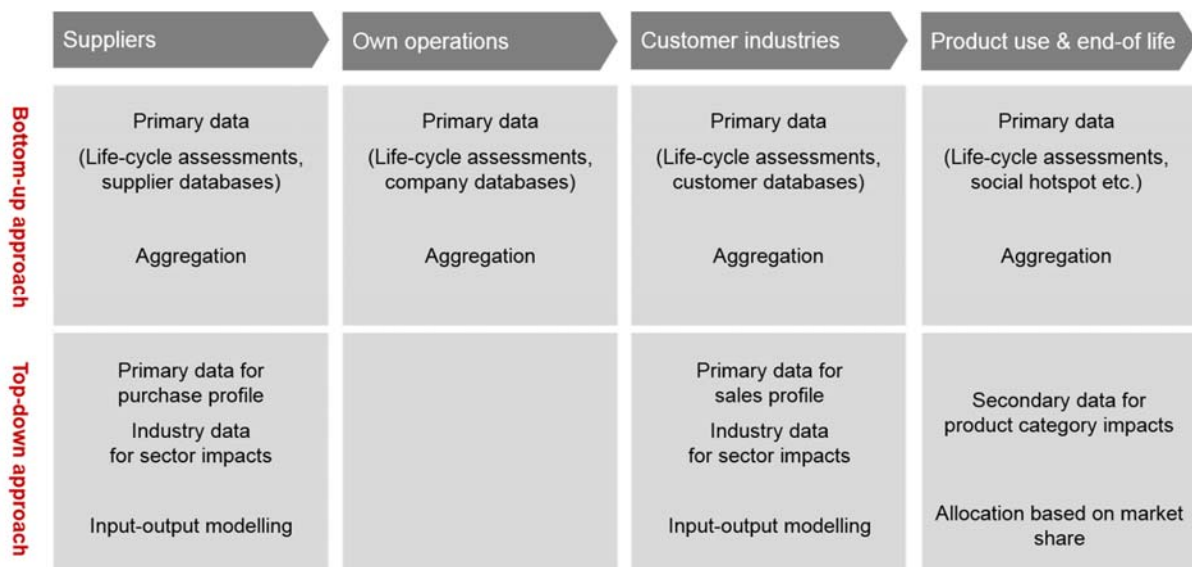 Suppliers
Own operations
Customer industries
Product use & end-of life
Bottom-up approach
Primary data
(Life-cycle assessments,
supplier databases)
Aggregation
Primary data
(Life-cycle assessments,
company databases)
Aggregation
Primary data
(Life-cycle assessments,
customer databases)
Aggregation
Primary data
(Life-cycle assessments,
social hotspot etc.)
Aggregation
Top-down approach
Primary data for
purchase profile
Industry data
for sector impacts
Input-output modelling
Primary data for
sales profile
Industry data
for sector impacts
Input-output modelling
Secondary data for
product category impacts
Allocation based on market
share